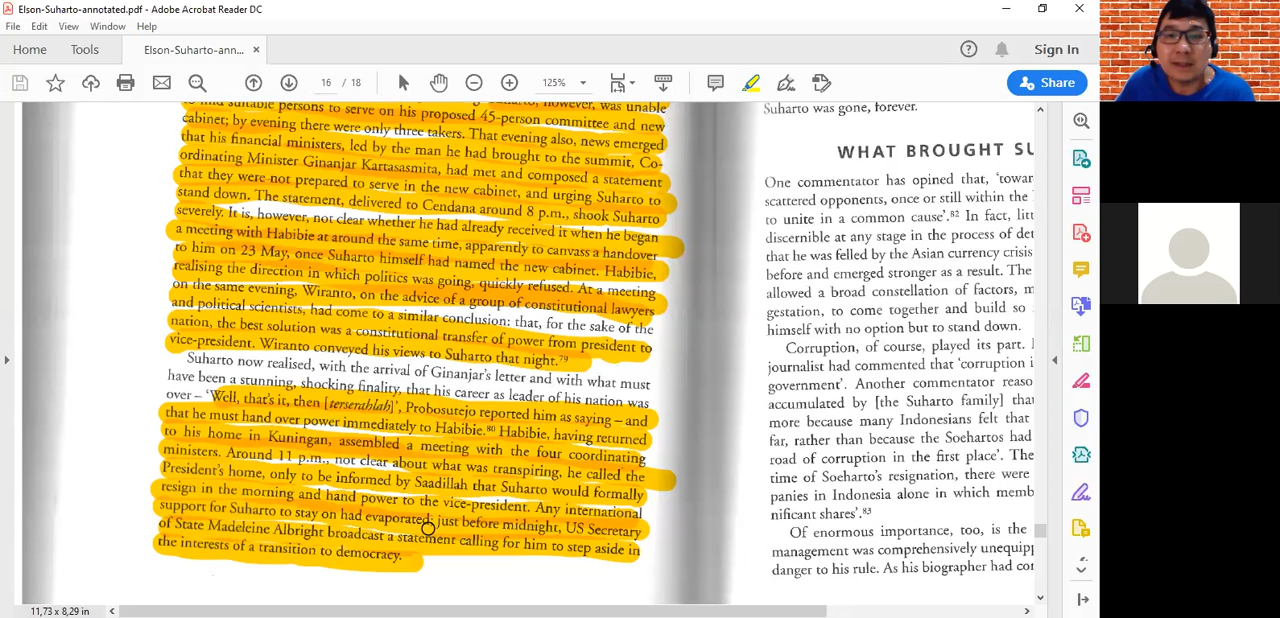 Elson-Suharto-annotated.pdf - Adobe Acrobat Reader DC
File Edit View Window Help
Home Tools Elson-Suharto-ann... × Sign In
16 / 18 125% Share
to find suitable persons to serve on his proposed 45-person committee and new
cabinet; by evening there were only three takers. That evening also, news emerged
that his financial ministers, led by the man he had brought to the summit, Co-
ordinating Minister Ginanjar Kartasasmita, had met and composed a statement
that they were not prepared to serve in the new cabinet, and urging Suharto to
stand down. The statement, delivered to Cendana around 8 p.m., shook Suharto
severely. It is, however, not clear whether he had already received it when he began
a meeting with Habibie at around the same time, apparently to canvass a handover
to him on 23 May, once Suharto himself had named the new cabinet. Habibie,
realising the direction in which politics was going, quickly refused. At a meeting
on the same evening, Wiranto, on the advice of a group of constitutional lawyers
and political scientists, had come to a similar conclusion: that, for the sake of the
nation, the best solution was a constitutional transfer of power from president to
vice-president. Wiranto conveyed his views to Suharto that night.79
Suharto now realised, with the arrival of Ginanjar's letter and with what must
have been a stunning, shocking finality, that his career as leader of his nation was
over – 'Well, that's it, then [terserahlah]', Probosutejo reported him as saying – and
that he must hand over power immediately to Habibie.80 Habibie, having returned
to his home in Kuningan, assembled a meeting with the four coordinating
ministers. Around 11 p.m., not clear about what was transpiring, he called the
President's home, only to be informed by Saadillah that Suharto would formally
resign in the morning and hand power to the vice-president. Any international
support for Suharto to stay on had evaporated; just before midnight, US Secretary
of State Madeleine Albright broadcast a statement calling for him to step aside in
the interests of a transition to democracy.
Suharto was gone, forever.
WHAT BROUGHT SU
One commentator has opined that, 'towar
scattered opponents, once or still within the
to unite in a common cause'.82 In fact, litt
discernible at any stage in the process of det
that he was felled by the Asian currency crisis
before and emerged stronger as a result. The
allowed a broad constellation of factors, m
gestation, to come together and build so
himself with no option but to stand down.
Corruption, of course, played its part.
journalist had commented that 'corruption i
government'. Another commentator reaso
accumulated by [the Suharto family] tha
more because many Indonesians felt that
far, rather than because the Soehartos had
road of corruption in the first place'. The
time of Soeharto's resignation, there were
panies in Indonesia alone in which memb
nificant shares'.83
Of enormous importance, too, is the
management was comprehensively unequipp
danger to his rule. As his biographer had con
11,73 x 8,29 in